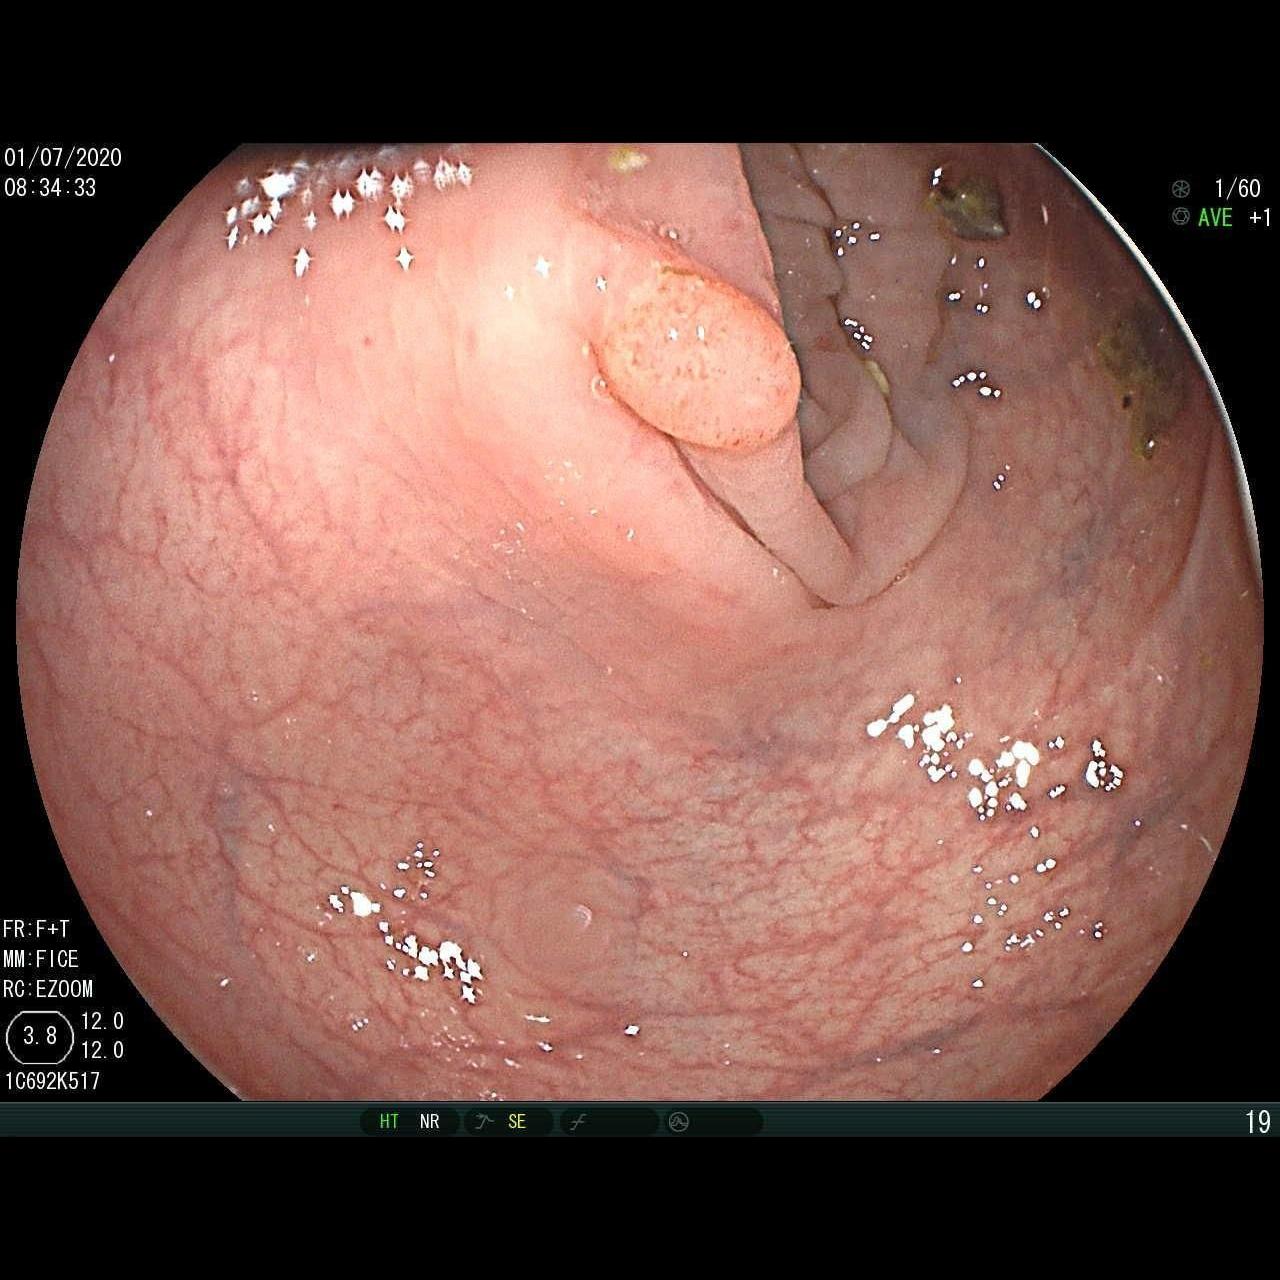 01/07/2020
08:34:33
1/60
AVE +1
FR:F+T
MM:FICE
RC:EZOOM
3.8
12.0
12.0
1C692K517
HT NR SE
19